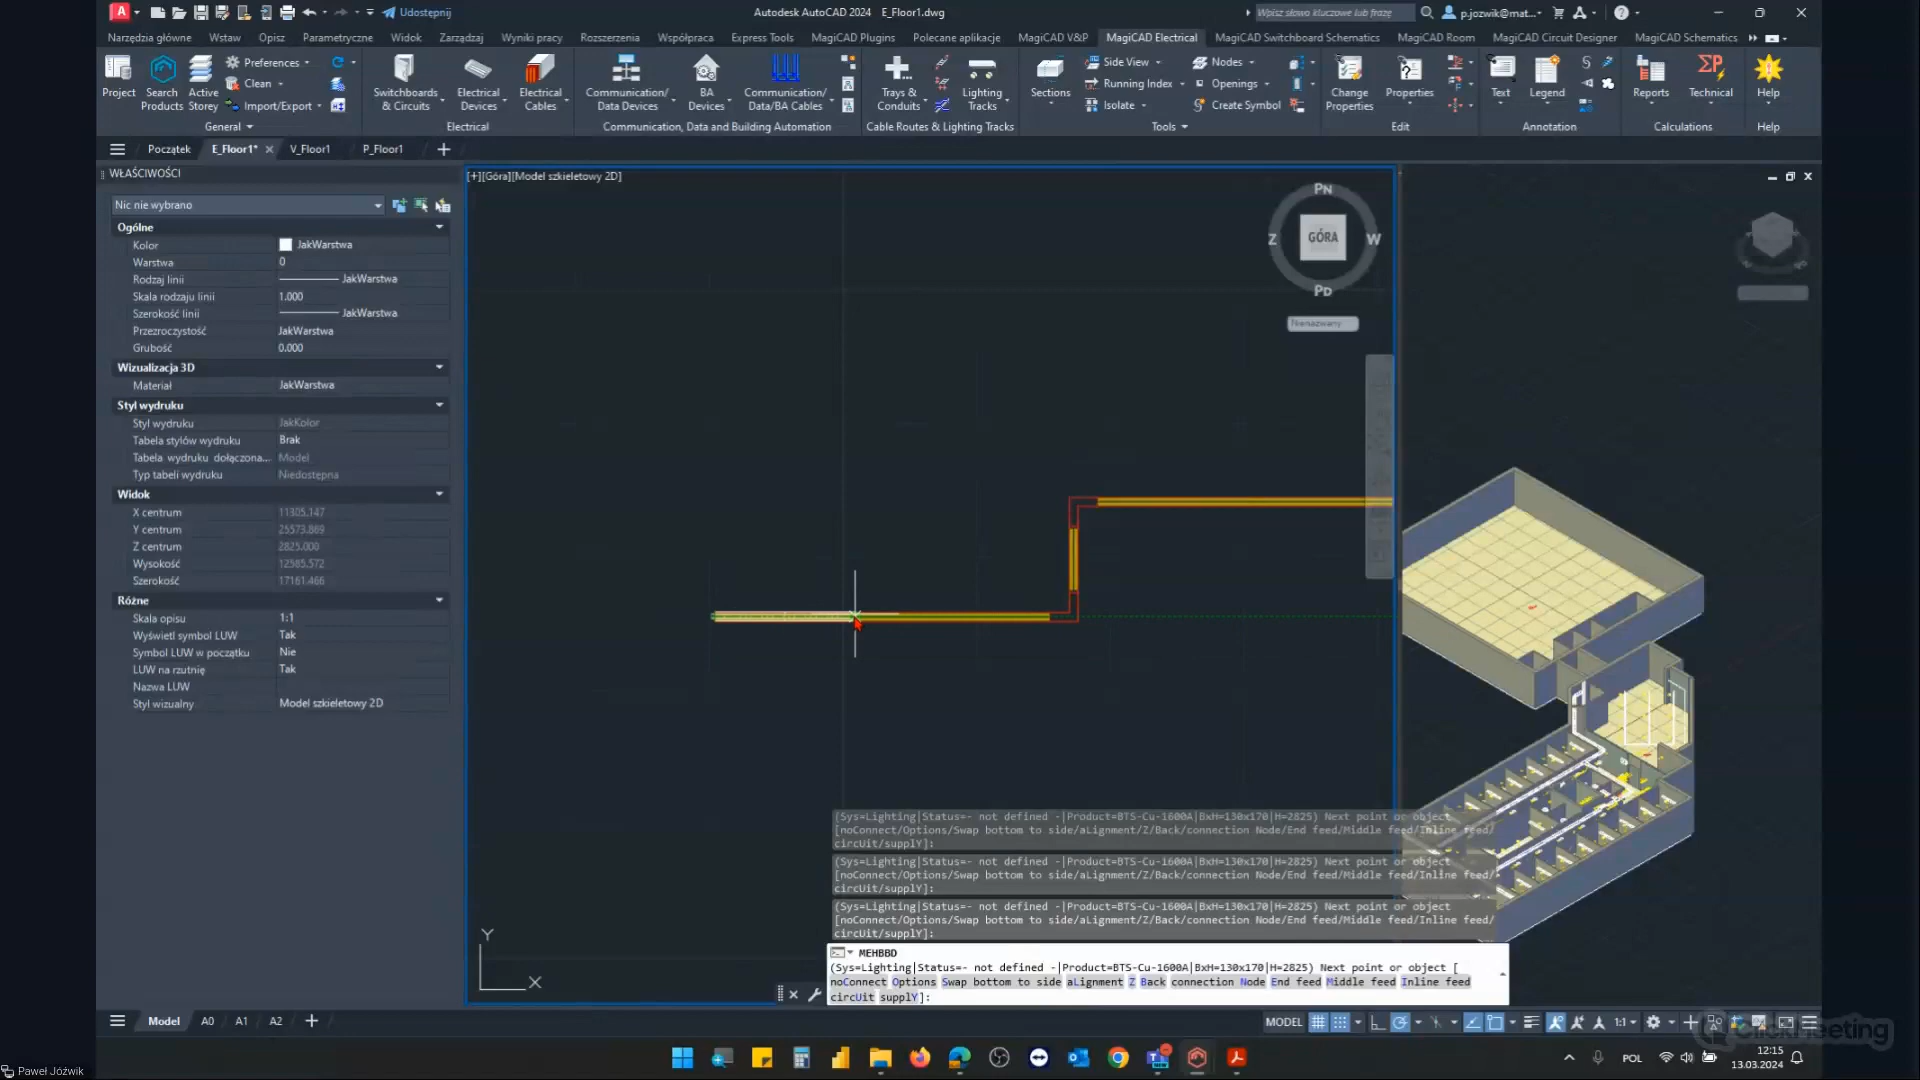 Udostępnij
Autodesk AutoCAD 2024 E_Floor1.dwg
Wpisz słowo kluczowe lub frazę
p.jozwik@mat...
Narzędzia główne Wstaw Opisz Parametryczne Widok Zarządzaj Wyniki pracy Rozszerzenia Współpraca Express Tools MagiCAD Plugins Polecane aplikacje MagiCAD V&P MagiCAD Electrical MagiCAD Switchboard Schematics MagiCAD Room MagiCAD Circuit Designer MagiCAD Schematics
Project
Search Products
Active Storey
Preferences
Clean
Import/Export
Switchboards & Circuits
Electrical Devices
Electrical Cables
Communication/ Data Devices
BA Devices
Communication/ Data/BA Cables
Trays & Conduits
Lighting Tracks
Sections
Side View
Running Index
Isolate
Nodes
Openings
Create Symbol
Change Properties
Properties
Text
Legend
Reports
Technical
Help
General Electrical Communication, Data and Building Automation Cable Routes & Lighting Tracks Tools Edit Annotation Calculations Help
Początek E_Floor1* V_Floor1 P_Floor1
WŁAŚCIWOŚCI
Nic nie wybrano
Ogólne
Kolor JakWarstwa
Warstwa 0
Rodzaj linii JakWarstwa
Skala rodzaju linii 1.000
Szerokość linii JakWarstwa
Przezroczystość JakWarstwa
Grubość 0.000
Wizualizacja 3D
Materiał JakWarstwa
Styl wydruku
Styl wydruku JakKolor
Tabela stylów wydruku Brak
Tabela wydruku dołączona... Model
Typ tabeli wydruku Niedostępna
Widok
X centrum 11305.147
Y centrum 25573.869
Z centrum 2825.000
Wysokość 12585.572
Szerokość 17161.466
Różne
Skala opisu 1:1
Wyświetl symbol LUW Tak
Symbol LUW w początku Nie
LUW na rzutnię Tak
Nazwa LUW
Styl wizualny Model szkieletowy 2D
[+][Góra][Model szkieletowy 2D]
PN
Z GÓRA W
PD
Nienazwany
(Sys=Lighting|Status=- not defined -|Product=BTS-Cu-1600A|BxH=130x170|H=2825) Next point or object
[noConnect/Options/Swap bottom to side/aLignment/Z/Back/connection Node/End feed/Middle feed/Inline feed/
circUit/supplY]:
(Sys=Lighting|Status=- not defined -|Product=BTS-Cu-1600A|BxH=130x170|H=2825) Next point or object
[noConnect/Options/Swap bottom to side/aLignment/Z/Back/connection Node/End feed/Middle feed/Inline feed/
circUit/supplY]:
(Sys=Lighting|Status=- not defined -|Product=BTS-Cu-1600A|BxH=130x170|H=2825) Next point or object
[noConnect/Options/Swap bottom to side/aLignment/Z/Back/connection Node/End feed/Middle feed/Inline feed/
circUit/supplY]:
MEHBBD
(Sys=Lighting|Status=- not defined -|Product=BTS-Cu-1600A|BxH=130x170|H=2825) Next point or object [
noConnect Options Swap bottom to side aLignment Z Back connection Node End feed Middle feed Inline feed
circUit supplY]:
Y
X
Model A0 A1 A2
MODEL
1:1
ClickMeeting
POL
12:15
13.03.2024
Paweł Jóźwik